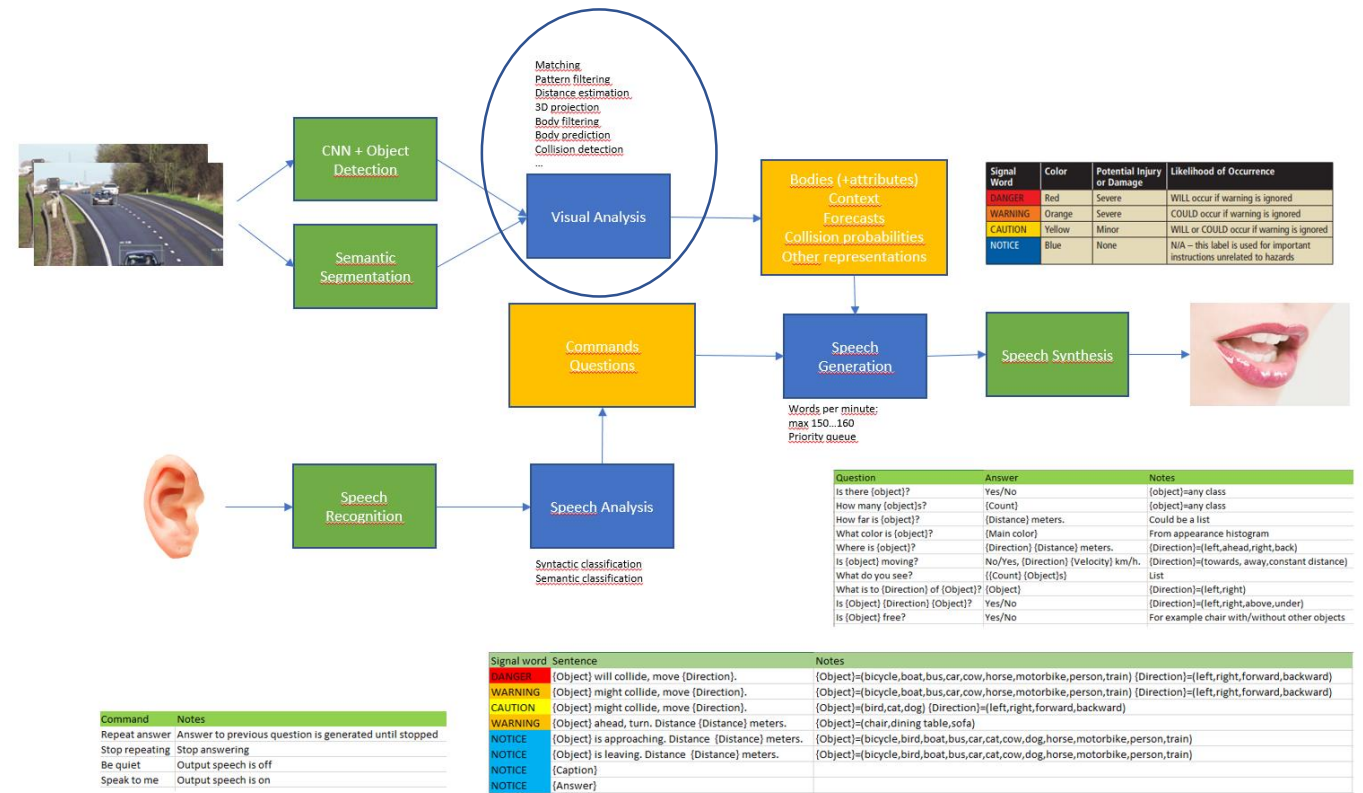 Matching
Pattern filtering
Distance estimation
3D projection
Body filtering
Body prediction
Collision detection
...
CNN + Object
Detection
Visual Analysis
Semantic
Segmentation
Bodies (+attributes)
Context
Forecasts
Collision probabilities
Other representations
Signal Word Color Potential Injury or Damage Likelihood of Occurrence
DANGER Red Severe WILL occur if warning is ignored
WARNING Orange Severe COULD occur if warning is ignored
CAUTION Yellow Minor WILL or COULD occur if warning is ignored
NOTICE Blue None N/A – this label is used for important
instructions unrelated to hazards
Commands
Questions
Speech
Generation
Speech Synthesis
Words per minute:
max 150...160
Priority queue
Speech
Recognition
Speech Analysis
Syntactic classification
Semantic classification
Question Answer Notes
Is there {object}? Yes/No {object}=any class
How many {object}s? {Count} {object}=any class
How far is {object}? {Distance} meters. Could be a list
What color is {object}? {Main color} From appearance histogram
Where is {object}? {Direction} {Distance} meters. {Direction}=(left,ahead,right,back)
Is {object} moving? No/Yes, {Direction} {Velocity} km/h. {Direction}=(towards, away,constant distance)
What do you see? {{Count} {Object}s} List
What is to {Direction} of {Object}? {Object} {Direction}=(left,right)
Is {Object} {Direction} {Object}? Yes/No {Direction}=(left,right,above,under)
Is {Object} free? Yes/No For example chair with/without other objects
Signal word Sentence Notes
DANGER {Object} will collide, move {Direction}. {Object}=(bicycle,boat,bus,car,cow,horse,motorbike,person,train) {Direction}=(left,right,forward,backward)
WARNING {Object} might collide, move {Direction}. {Object}=(bicycle,boat,bus,car,cow,horse,motorbike,person,train) {Direction}=(left,right,forward,backward)
CAUTION {Object} might collide, move {Direction}. {Object}=(bird,cat,dog) {Direction}=(left,right,forward,backward)
WARNING {Object} ahead, turn. Distance {Distance} meters. {Object}=(chair,dining table,sofa)
NOTICE {Object} is approaching. Distance {Distance} meters. {Object}=(bicycle,bird,boat,bus,car,cat,cow,dog,horse,motorbike,person,train)
NOTICE {Object} is leaving. Distance {Distance} meters. {Object}=(bicycle,bird,boat,bus,car,cat,cow,dog,horse,motorbike,person,train)
NOTICE {Caption}
NOTICE {Answer}
Command Notes
Repeat answer Answer to previous question is generated until stopped
Stop repeating Stop answering
Be quiet Output speech is off
Speak to me Output speech is on